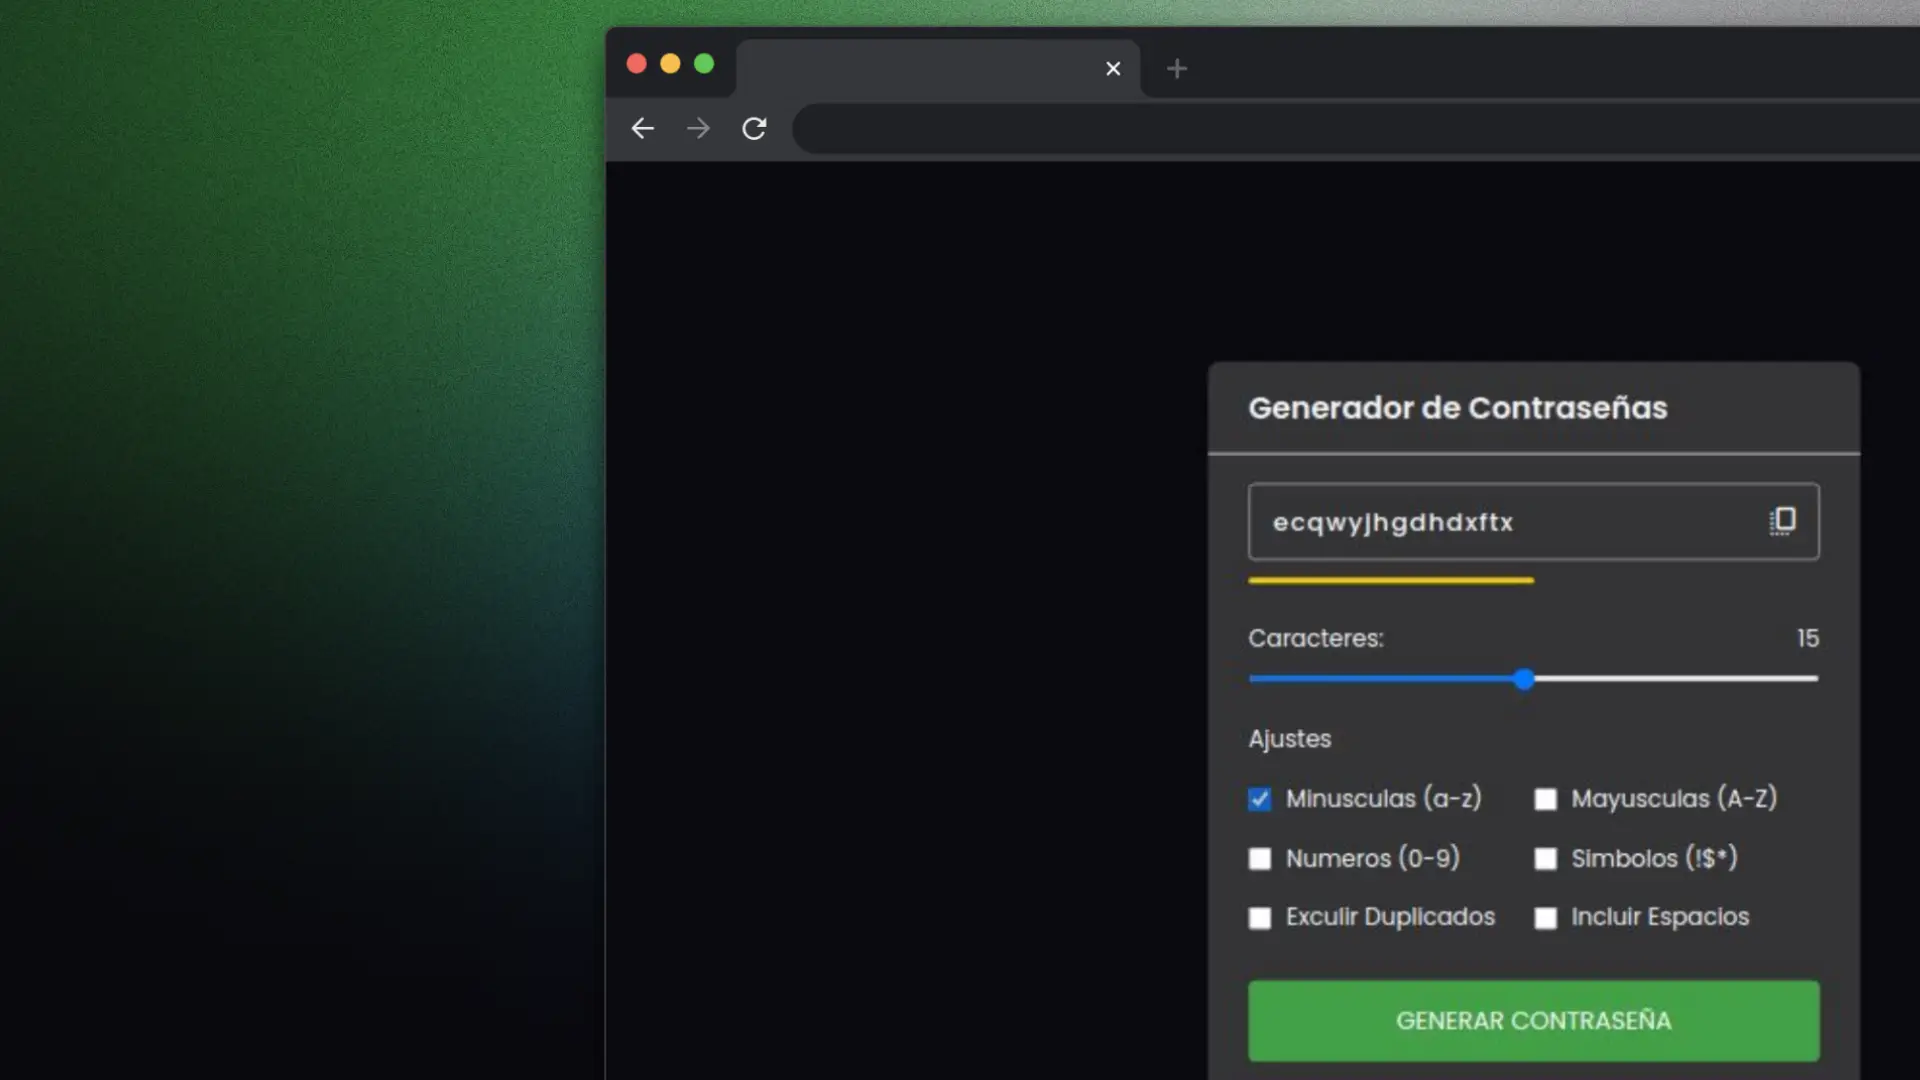 Generador de Contraseñas
ecqwyjhgdhdxftx
Caracteres: 15
Ajustes
Minusculas (a-z) Mayusculas (A-Z)
Numeros (0-9) Simbolos (!$*)
Exculir Duplicados Incluir Espacios
GENERAR CONTRASEÑA